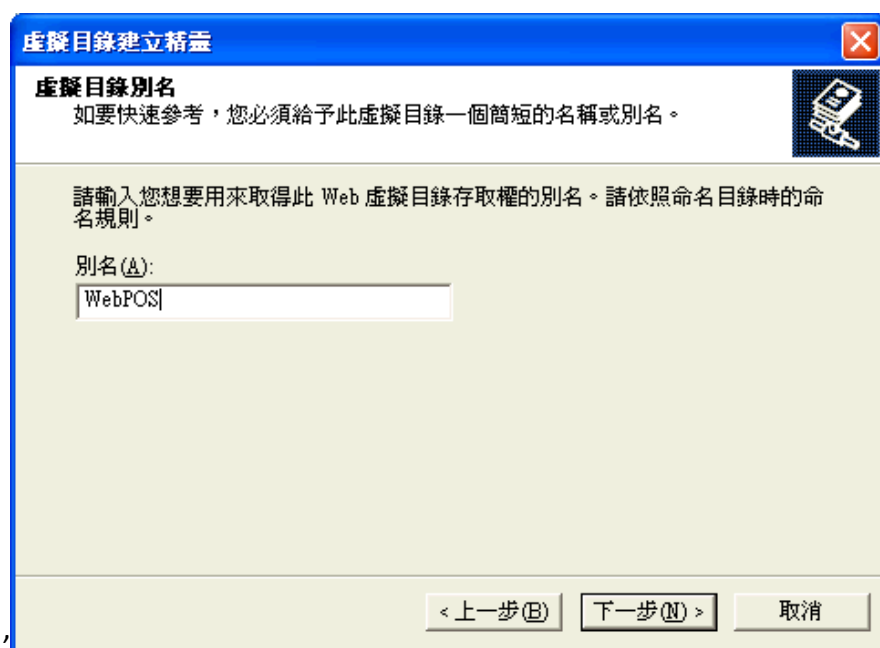 虛擬目錄建立精靈
虛擬目錄別名
如要快速參考，您必須給予此虛擬目錄一個簡短的名稱或別名。
請輸入您想要用來取得此 Web 虛擬目錄存取權的別名。請依照命名目錄時的命
名規則。
別名(A):
WebPOS
< 上一步(B) 下一步(N) > 取消
,